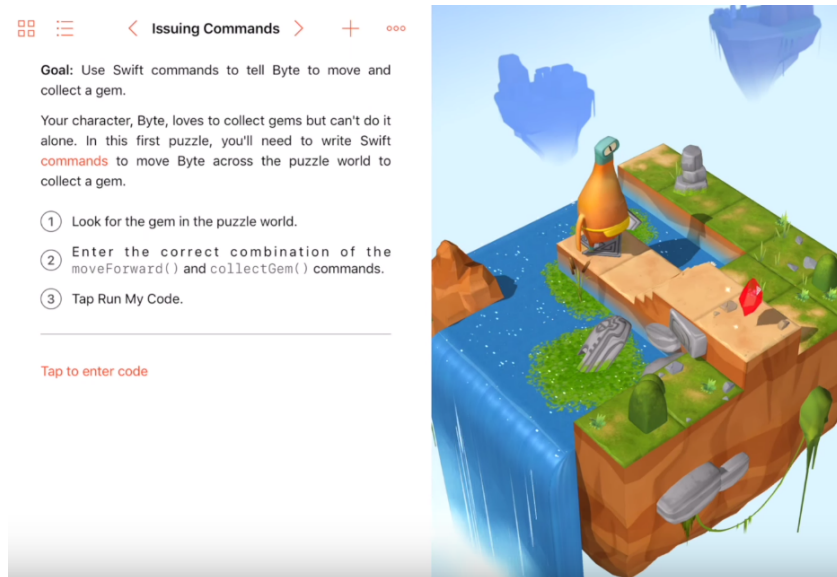 Issuing Commands
Goal: Use Swift commands to tell Byte to move and
collect a gem.
Your character, Byte, loves to collect gems but can't do it
alone. In this first puzzle, you'll need to write Swift
commands to move Byte across the puzzle world to
collect a gem.
1 Look for the gem in the puzzle world.
2 Enter the correct combination of the
moveForward() and collectGem() commands.
3 Tap Run My Code.
Tap to enter code